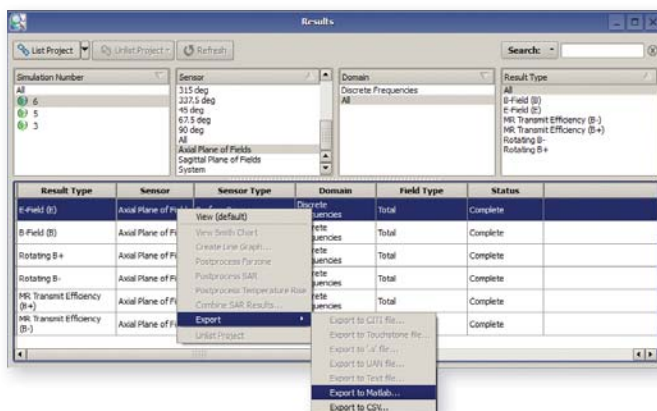 Results
List Project
Unlist Project
Refresh
Search:
Simulation Number
All
6
5
3
Sensor
315 deg
337.5 deg
45 deg
67.5 deg
90 deg
All
Axial Plane of Fields
Sagittal Plane of Fields
System
Domain
Discrete Frequencies
All
Result Type
All
B-Field (B)
E-Field (E)
MR Transmit Efficiency (B-)
MR Transmit Efficiency (B+)
Rotating B-
Rotating B+
Result Type Sensor Sensor Type Domain Field Type Status
E-Field (E) Axial Plane of Discrete Total Complete
B-Field (B) Axial Plane of Total Complete
Rotating B+ Axial Plane of Total Complete
Rotating B- Axial Plane of Total Complete
MR Transmit Efficiency (B+) Axial Plane of Total Complete
MR Transmit Efficiency (B-) Axial Plane of Complete
View (default)
View Smith Chart
Create Line Graph...
Postprocess Farzone
Postprocess SAR
Postprocess Temperature Rise
Combine SAR Results...
Export
Unlist Project
Export to CITI file...
Export to Touchstone file...
Export to UAN file...
Export to Text file...
Export to Matlab...
Export to CSV...